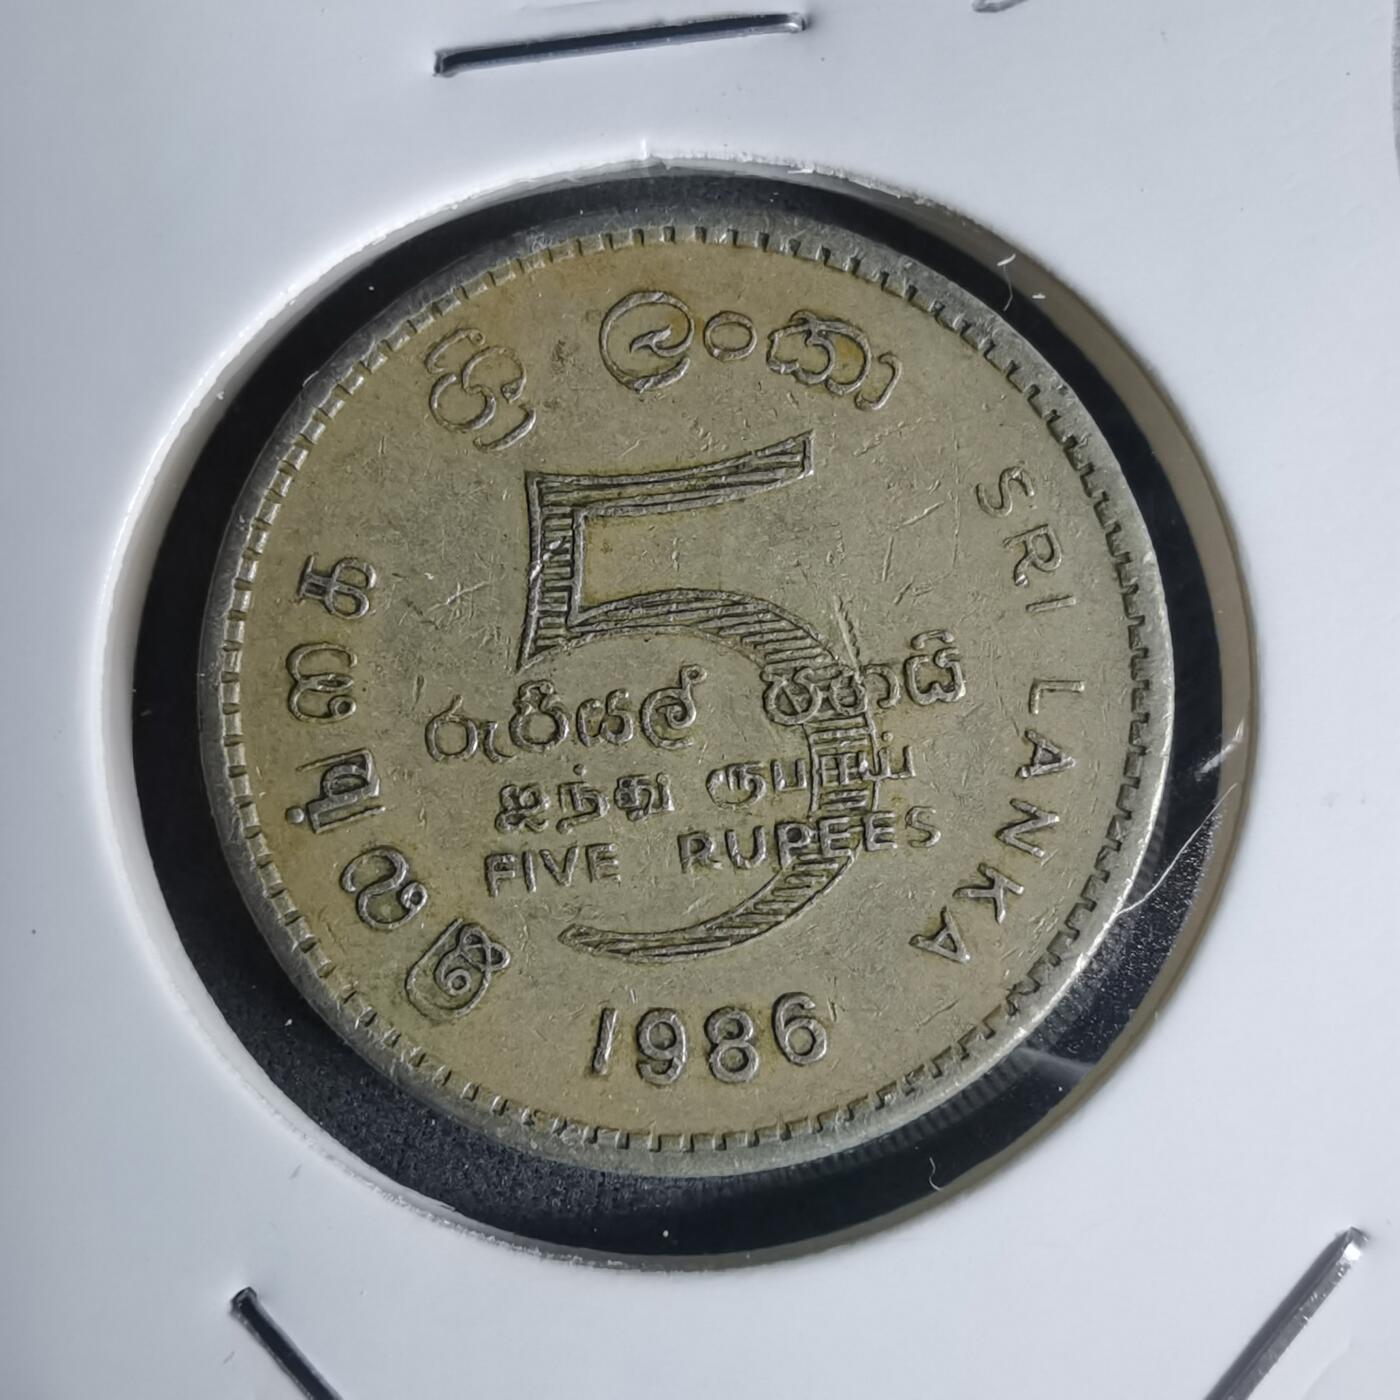 ශ්‍රී ලංකා
SRI LANKA
இலங்கை
5
රුපියල් පහයි
ஐந்து ரூபாய்
FIVE RUPEES
1986